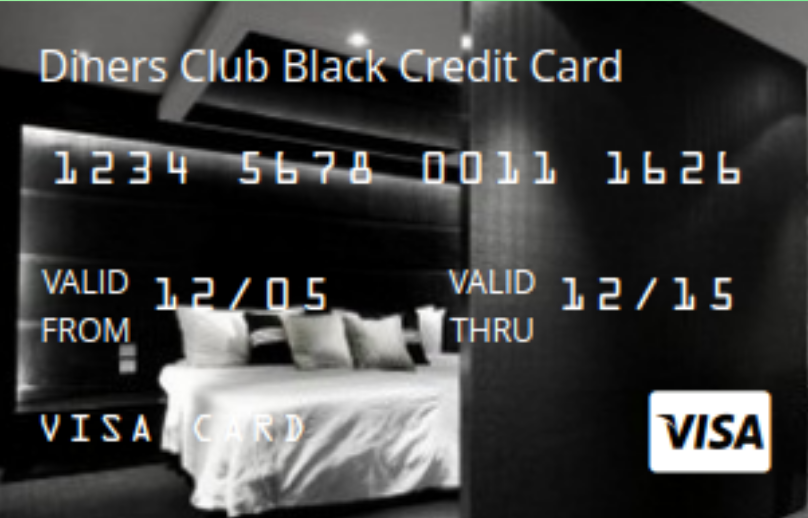 Diners Club Black Credit Card
1234 5678 0011 1626
VALID FROM 12/05 VALID THRU 12/15
VISA CARD
VISA